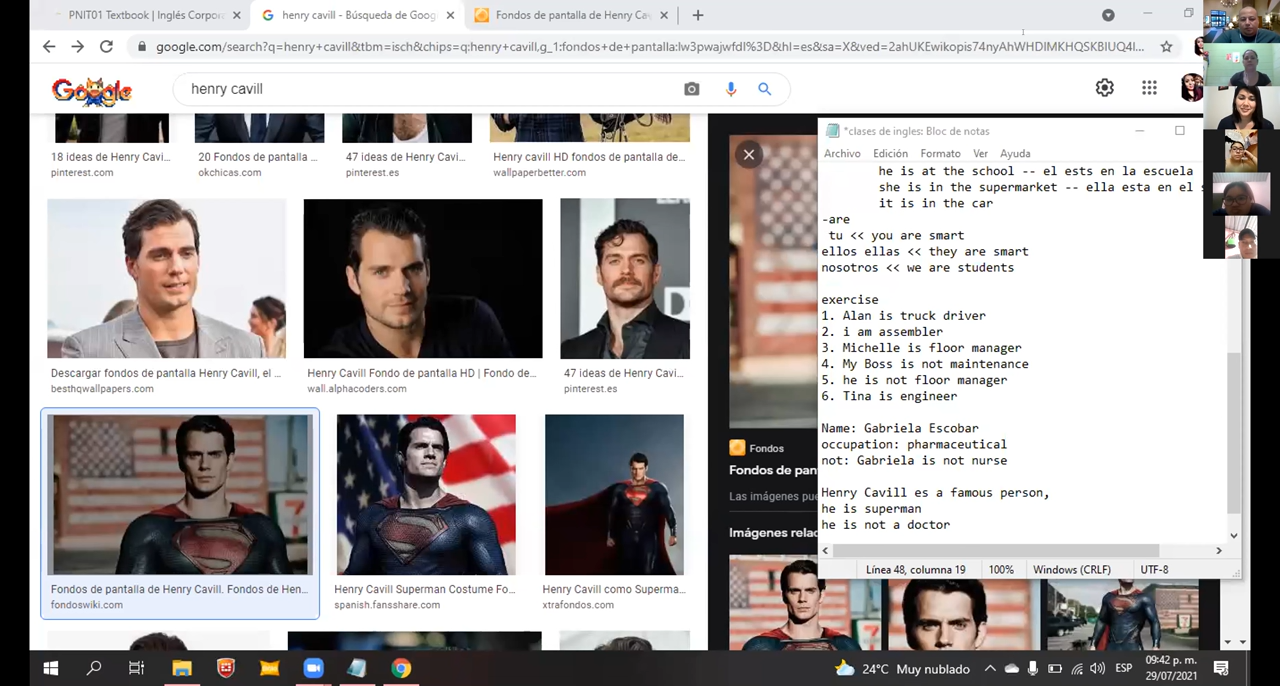 PNIT01 Textbook | Inglés Corpora
henry cavill - Búsqueda de Goog
Fondos de pantalla de Henry Cav
google.com/search?q=henry+cavill&tbm=isch&chips=q:henry+cavill,g_1:fondos+de+pantalla:
Google
henry cavill
18 ideas de Henry Cavi...
pinterest.com
20 Fondos de pantalla ...
okchicas.com
47 ideas de Henry Cavi...
pinterest.es
Henry cavill HD fondos de pantalla de...
wallpaperbetter.com
Descargar fondos de pantalla Henry Cavill, el ...
besthqwallpapers.com
Henry Cavill Fondo de pantalla HD | Fondo de...
wall.alphacoders.com
47 ideas de Henry Cavi...
pinterest.es
Fondos de pantalla de Henry Cavill. Fondos de Hen...
fondoswiki.com
Henry Cavill Superman Costume Fo...
spanish.fansshare.com
Henry Cavill como Superma...
xtrafondos.com
Fondos
Fondos de pan
Las imágenes pue
Imágenes relac
*clases de ingles: Bloc de notas
Archivo Edición Formato Ver Ayuda
he is at the school -- el ests en la escuela
she is in the supermarket -- ella esta en el s
it is in the car
-are
tu << you are smart
ellos ellas << they are smart
nosotros << we are students
exercise
1. Alan is truck driver
2. i am assembler
3. Michelle is floor manager
4. My Boss is not maintenance
5. he is not floor manager
6. Tina is engineer
Name: Gabriela Escobar
occupation: pharmaceutical
not: Gabriela is not nurse
Henry Cavill es a famous person,
he is superman
he is not a doctor
Línea 48, columna 19 100% Windows (CRLF) UTF-8
24°C Muy nublado
ESP
09:42 p. m.
29/07/2021